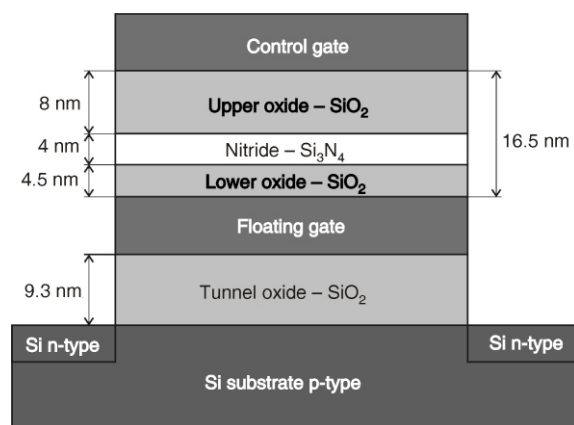 Control gate
8 nm
Upper oxide – SiO₂
4 nm
Nitride – Si₃N₄
16.5 nm
4.5 nm
Lower oxide – SiO₂
Floating gate
9.3 nm
Tunnel oxide – SiO₂
Si n-type
Si n-type
Si substrate p-type